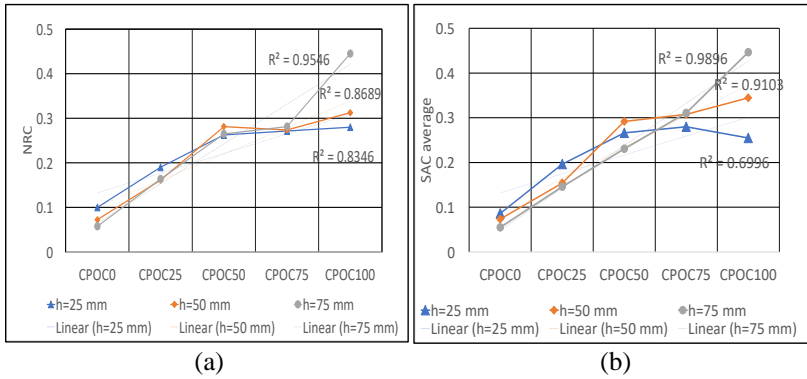 0.5
0.4
0.3
0.2
0.1
0
NRC
R² = 0.9546
R² = 0.8689
R² = 0.8346
CPOC0 CPOC25 CPOC50 CPOC75 CPOC100
h=25 mm h=50 mm h=75 mm
Linear (h=25 mm) Linear (h=50 mm) Linear (h=75 mm)
(a)
0.5
0.4
0.3
0.2
0.1
0
SAC average
R² = 0.9896
R² = 0.9103
R² = 0.6996
CPOC0 CPOC25 CPOC50 CPOC75 CPOC100
h=25 mm h=50 mm h=75 mm
Linear (h=25 mm) Linear (h=50 mm) Linear (h=75 mm)
(b)